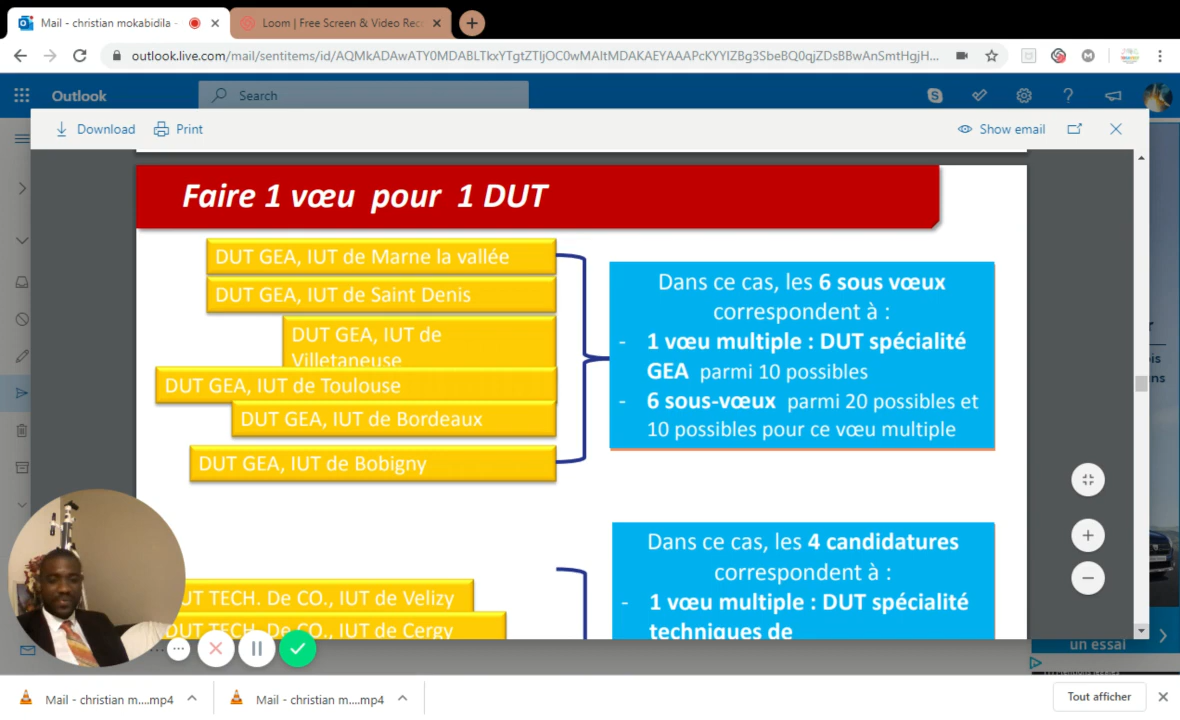 Mail - christian mokabidila -
Loom | Free Screen & Video Rec
outlook.live.com/mail/sentitems/id/AQMkADAwATY0MDABLTkxYTgtZTljOC0wMAItMDAKAEYAAAPcKYYIZBg3SbeBQ0qjZDsBBwAnSmtHgjH...
Outlook
Search
Download
Print
Show email
Faire 1 vœu pour 1 DUT
DUT GEA, IUT de Marne la vallée
DUT GEA, IUT de Saint Denis
DUT GEA, IUT de
Villetaneuse
DUT GEA, IUT de Toulouse
DUT GEA, IUT de Bordeaux
DUT GEA, IUT de Bobigny
Dans ce cas, les 6 sous vœux
correspondent à :
- 1 vœu multiple : DUT spécialité
GEA parmi 10 possibles
- 6 sous-vœux parmi 20 possibles et
10 possibles pour ce vœu multiple
UT TECH. De CO., IUT de Velizy
DUT TECH. De CO., IUT de Cergy
Dans ce cas, les 4 candidatures
correspondent à :
- 1 vœu multiple : DUT spécialité
techniques de
un essai
Mail - christian m....mp4
Mail - christian m....mp4
Tout afficher